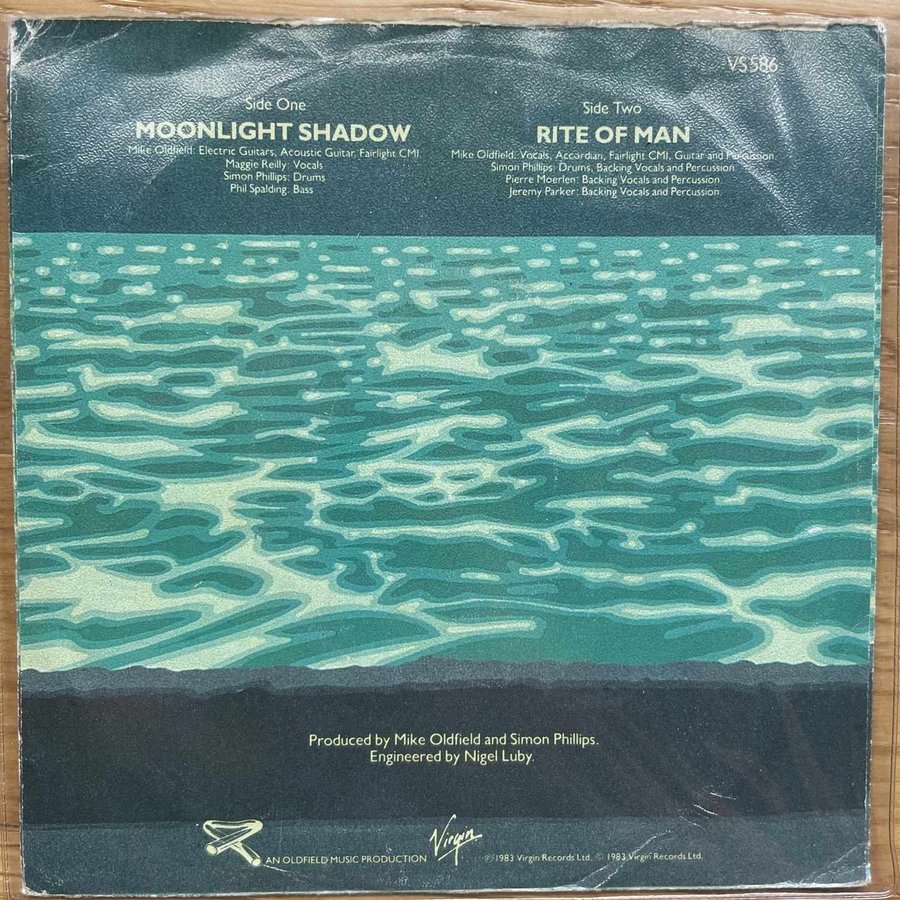 VS 586
Side One
MOONLIGHT SHADOW
Mike Oldfield: Electric Guitars, Acoustic Guitar, Fairlight CMI
Maggie Reilly: Vocals
Simon Phillips: Drums
Phil Spalding: Bass
Side Two
RITE OF MAN
Mike Oldfield: Vocals, Accordian, Fairlight CMI, Guitar and Percussion.
Simon Phillips: Drums, Backing Vocals and Percussion.
Pierre Moerlen: Backing Vocals and Percussion.
Jeremy Parker: Backing Vocals and Percussion.
Produced by Mike Oldfield and Simon Phillips.
Engineered by Nigel Luby.
AN OLDFIELD MUSIC PRODUCTION
Virgin
℗ 1983 Virgin Records Ltd. © 1983 Virgin Records Ltd.